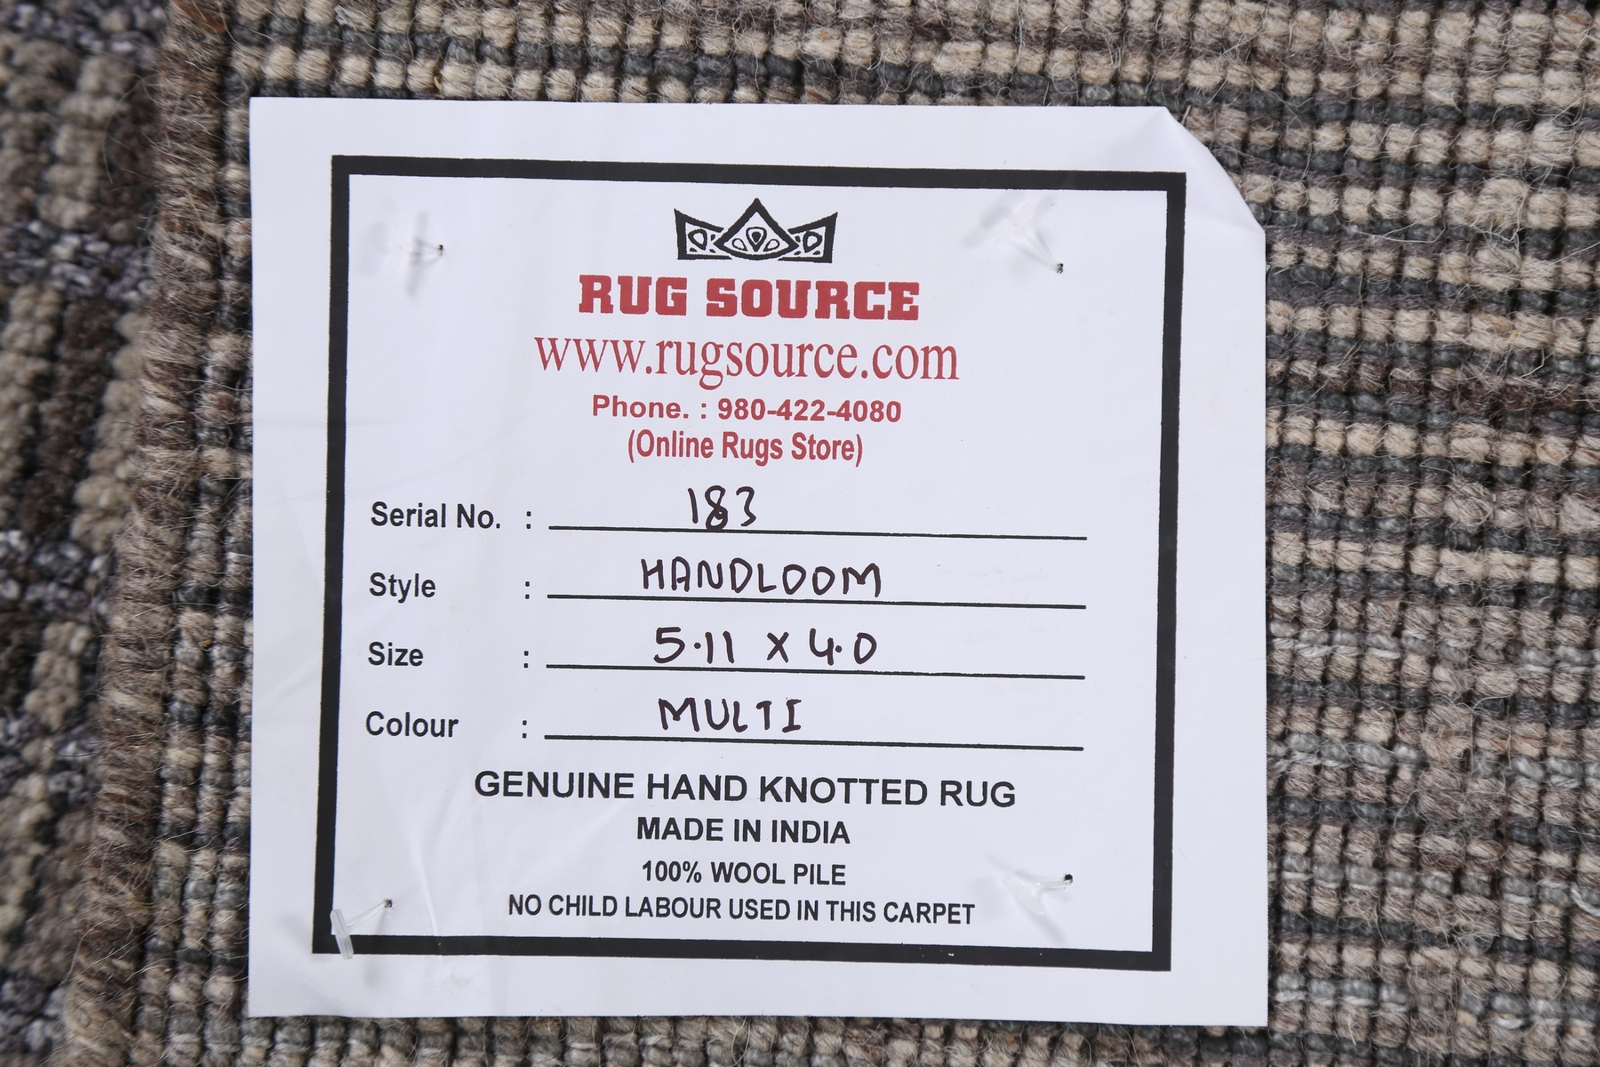 RUG SOURCE
www.rugsource.com
Phone. : 980-422-4080
(Online Rugs Store)
Serial No. : 183
Style : HANDLOOM
Size : 5.11 X 4.0
Colour : MULTI
GENUINE HAND KNOTTED RUG
MADE IN INDIA
100% WOOL PILE
NO CHILD LABOUR USED IN THIS CARPET